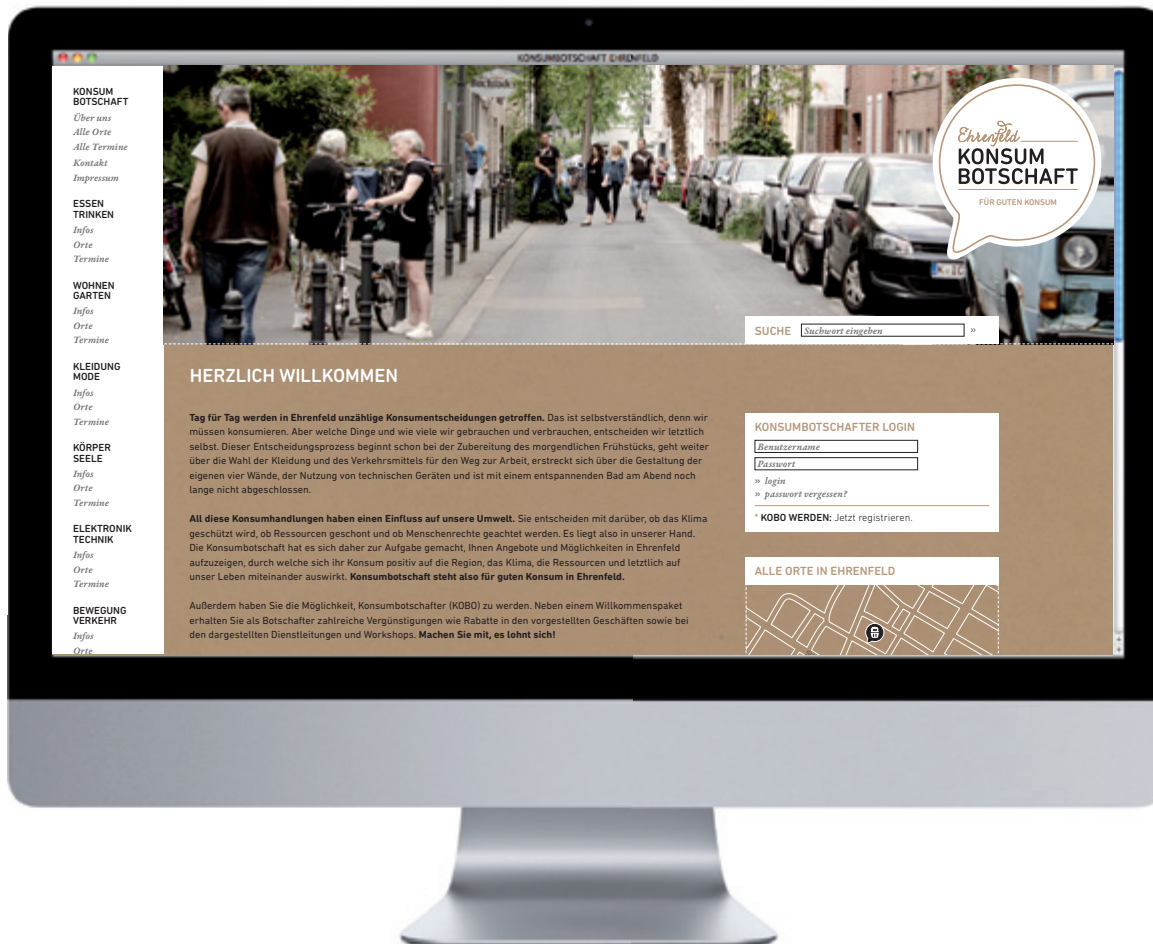 KONSUMBOTSCHAFT EHRENFELD
KONSUM
BOTSCHAFT
Über uns
Alle Orte
Alle Termine
Kontakt
Impressum
ESSEN
TRINKEN
Infos
Orte
Termine
WOHNEN
GARTEN
Infos
Orte
Termine
KLEIDUNG
MODE
Infos
Orte
Termine
KÖRPER
SEELE
Infos
Orte
Termine
ELEKTRONIK
TECHNIK
Infos
Orte
Termine
BEWEGUNG
VERKEHR
Infos
Orte
Ehrenfeld
KONSUM
BOTSCHAFT
FÜR GUTEN KONSUM
SUCHE Suchwort eingeben »
HERZLICH WILLKOMMEN
Tag für Tag werden in Ehrenfeld unzählige Konsumentscheidungen getroffen. Das ist selbstverständlich, denn wir
müssen konsumieren. Aber welche Dinge und wie viele wir gebrauchen und verbrauchen, entscheiden wir letztlich
selbst. Dieser Entscheidungsprozess beginnt schon bei der Zubereitung des morgendlichen Frühstücks, geht weiter
über die Wahl der Kleidung und des Verkehrsmittels für den Weg zur Arbeit, erstreckt sich über die Gestaltung der
eigenen vier Wände, der Nutzung von technischen Geräten und ist mit einem entspannenden Bad am Abend noch
lange nicht abgeschlossen.
All diese Konsumhandlungen haben einen Einfluss auf unsere Umwelt. Sie entscheiden mit darüber, ob das Klima
geschützt wird, ob Ressourcen geschont und ob Menschenrechte geachtet werden. Es liegt also in unserer Hand.
Die Konsumbotschaft hat es sich daher zur Aufgabe gemacht, Ihnen Angebote und Möglichkeiten in Ehrenfeld
aufzuzeigen, durch welche sich ihr Konsum positiv auf die Region, das Klima, die Ressourcen und letztlich auf
unser Leben miteinander auswirkt. Konsumbotschaft steht also für guten Konsum in Ehrenfeld.
Außerdem haben Sie die Möglichkeit, Konsumbotschafter (KOBO) zu werden. Neben einem Willkommenspaket
erhalten Sie als Botschafter zahlreiche Vergünstigungen wie Rabatte in den vorgestellten Geschäften sowie bei
den dargestellten Dienstleitungen und Workshops. Machen Sie mit, es lohnt sich!
KONSUMBOTSCHAFTER LOGIN
Benutzername
Passwort
» login
» passwort vergessen?
* KOBO WERDEN: Jetzt registrieren.
ALLE ORTE IN EHRENFELD